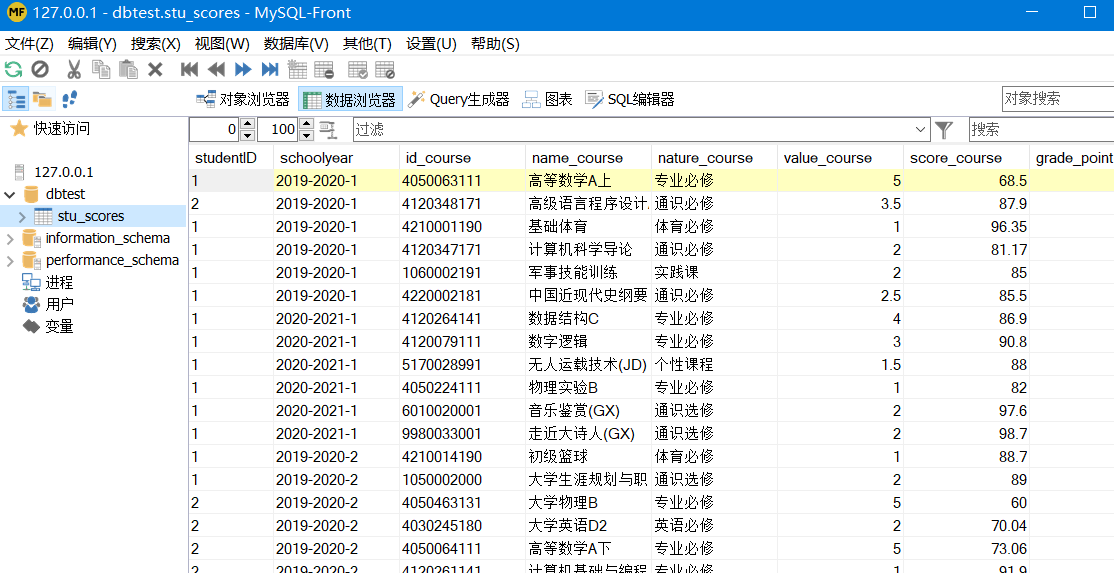 MF 127.0.0.1 - dbtest.stu_scores - MySQL-Front
文件(Z) 编辑(Y) 搜索(X) 视图(W) 数据库(V) 其他(T) 设置(U) 帮助(S)
对象浏览器 数据浏览器 Query生成器 图表 SQL编辑器 对象搜索
快速访问
0 100 过滤 搜索
127.0.0.1
dbtest
stu_scores
information_schema
performance_schema
进程
用户
变量
studentID schoolyear id_course name_course nature_course value_course score_course grade_point
1 2019-2020-1 4050063111 高等数学A上 专业必修 5 68.5
2 2019-2020-1 4120348171 高级语言程序设计 通识必修 3.5 87.9
1 2019-2020-1 4210001190 基础体育 体育必修 1 96.35
1 2019-2020-1 4120347171 计算机科学导论 通识必修 2 81.17
1 2019-2020-1 1060002191 军事技能训练 实践课 2 85
1 2019-2020-1 4220002181 中国近现代史纲要 通识必修 2.5 85.5
1 2020-2021-1 4120264141 数据结构C 专业必修 4 86.9
1 2020-2021-1 4120079111 数字逻辑 专业必修 3 90.8
1 2020-2021-1 5170028991 无人运载技术(JD) 个性课程 1.5 88
1 2020-2021-1 4050224111 物理实验B 专业必修 1 82
1 2020-2021-1 6010020001 音乐鉴赏(GX) 通识选修 2 97.6
1 2020-2021-1 9980033001 走近大诗人(GX) 通识选修 2 98.7
1 2019-2020-2 4210014190 初级篮球 体育必修 1 88.7
1 2019-2020-2 1050002000 大学生涯规划与职 通识选修 2 89
2 2019-2020-2 4050463131 大学物理B 专业必修 5 60
2 2019-2020-2 4030245180 大学英语D2 英语必修 2 70.04
2 2019-2020-2 4050064111 高等数学A下 专业必修 5 73.06
2 2019-2020-2 4120261141 计算机基础与编程 专业必修 1 91.9